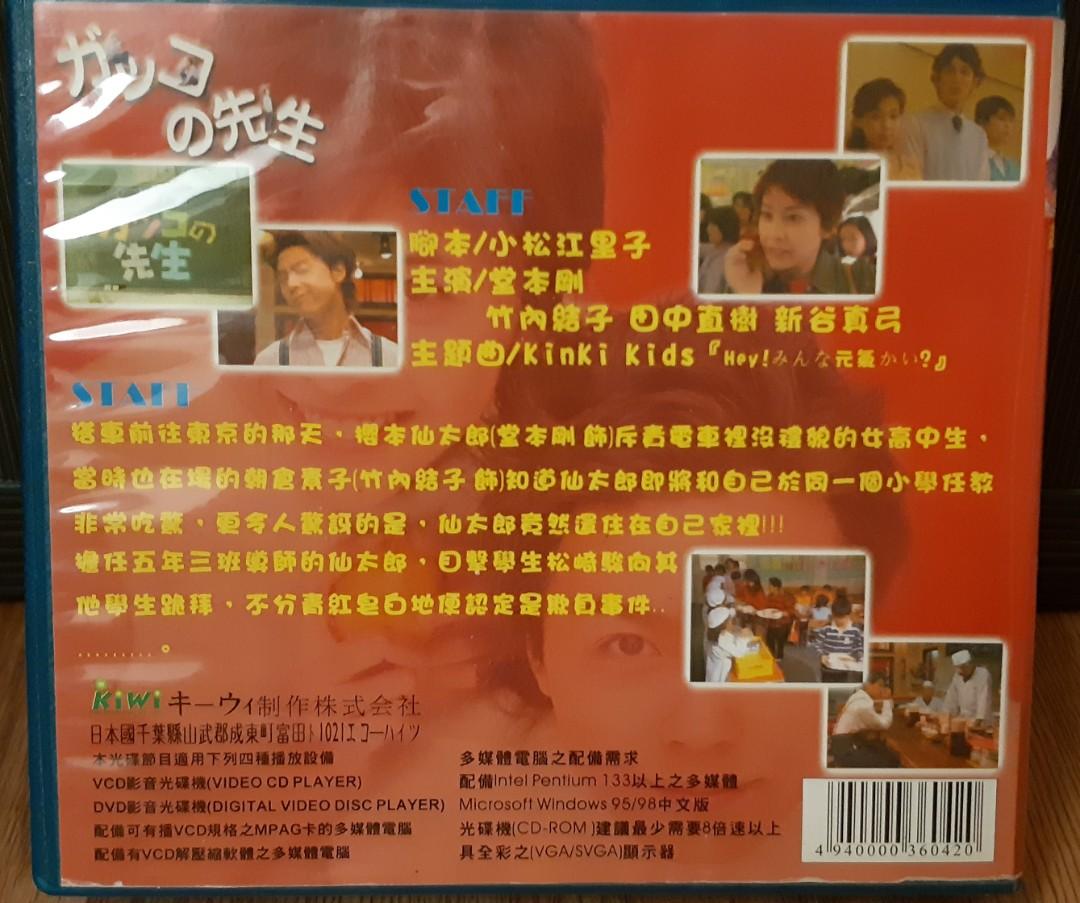 ガッコ
の先生
ガッコの
先生
STAFF
腳本/小松江里子
主演/堂本剛
竹內結子 田中直樹 新谷真弓
主題曲/KinKi Kids『Hey!みんな元氣かい?』
STAFF
搭車前往東京的那天，櫻本仙太郎(堂本剛 飾)斥責電車裡沒禮貌的女高中生，
當時也在場的朝倉素子(竹內結子 飾)知道仙太郎即將和自己於同一個小學任教
非常吃驚，更令人驚訝的是，仙太郎竟然還住在自己家裡!!!
擔任五年三班導師的仙太郎，目擊學生松崎駿向其
他學生跪拜，不分青紅皂白地便認定是欺負事件..
.........。
KiWi キーウィ制作株式会社
日本國千葉縣山武郡成東町富田ト1021エコーハイツ
本光碟節目適用下列四種播放設備
VCD影音光碟機(VIDEO CD PLAYER)
DVD影音光碟機(DIGITAL VIDEO DISC PLAYER)
配備可有播VCD規格之MPAG卡的多媒體電腦
配備有VCD解壓縮軟體之多媒體電腦
多媒體電腦之配備需求
配備Intel Pentium 133以上之多媒體
Microsoft Windows 95/98中文版
光碟機(CD-ROM)建議最少需要8倍速以上
具全彩之(VGA/SVGA)顯示器
4 940000 360420